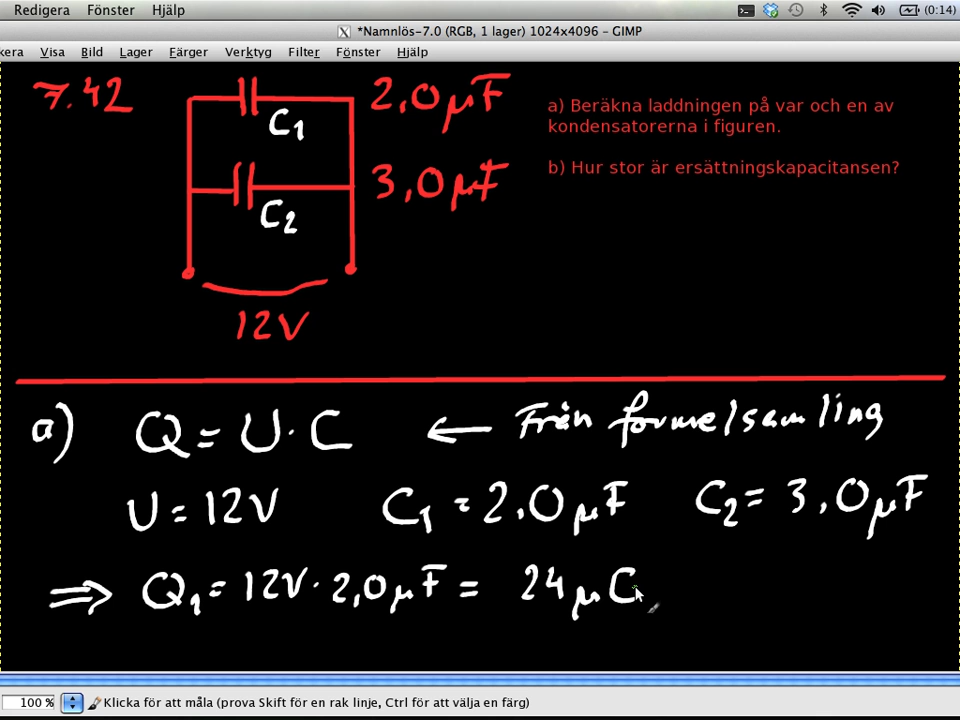 Redigera Fönster Hjälp (0:14)
*Namnlös-7.0 (RGB, 1 lager) 1024x4096 – GIMP
kera Visa Bild Lager Färger Verktyg Filter Fönster Hjälp
7.42
C1
2,0µF
a) Beräkna laddningen på var och en av
kondensatorerna i figuren.
C2
3,0µF
b) Hur stor är ersättningskapacitansen?
12V
a) Q = U · C ← Från formelsamling
U = 12V C1 = 2,0µF C2 = 3,0µF
⇒ Q1 = 12V · 2,0µF = 24µC
100 % Klicka för att måla (prova Skift för en rak linje, Ctrl för att välja en färg)